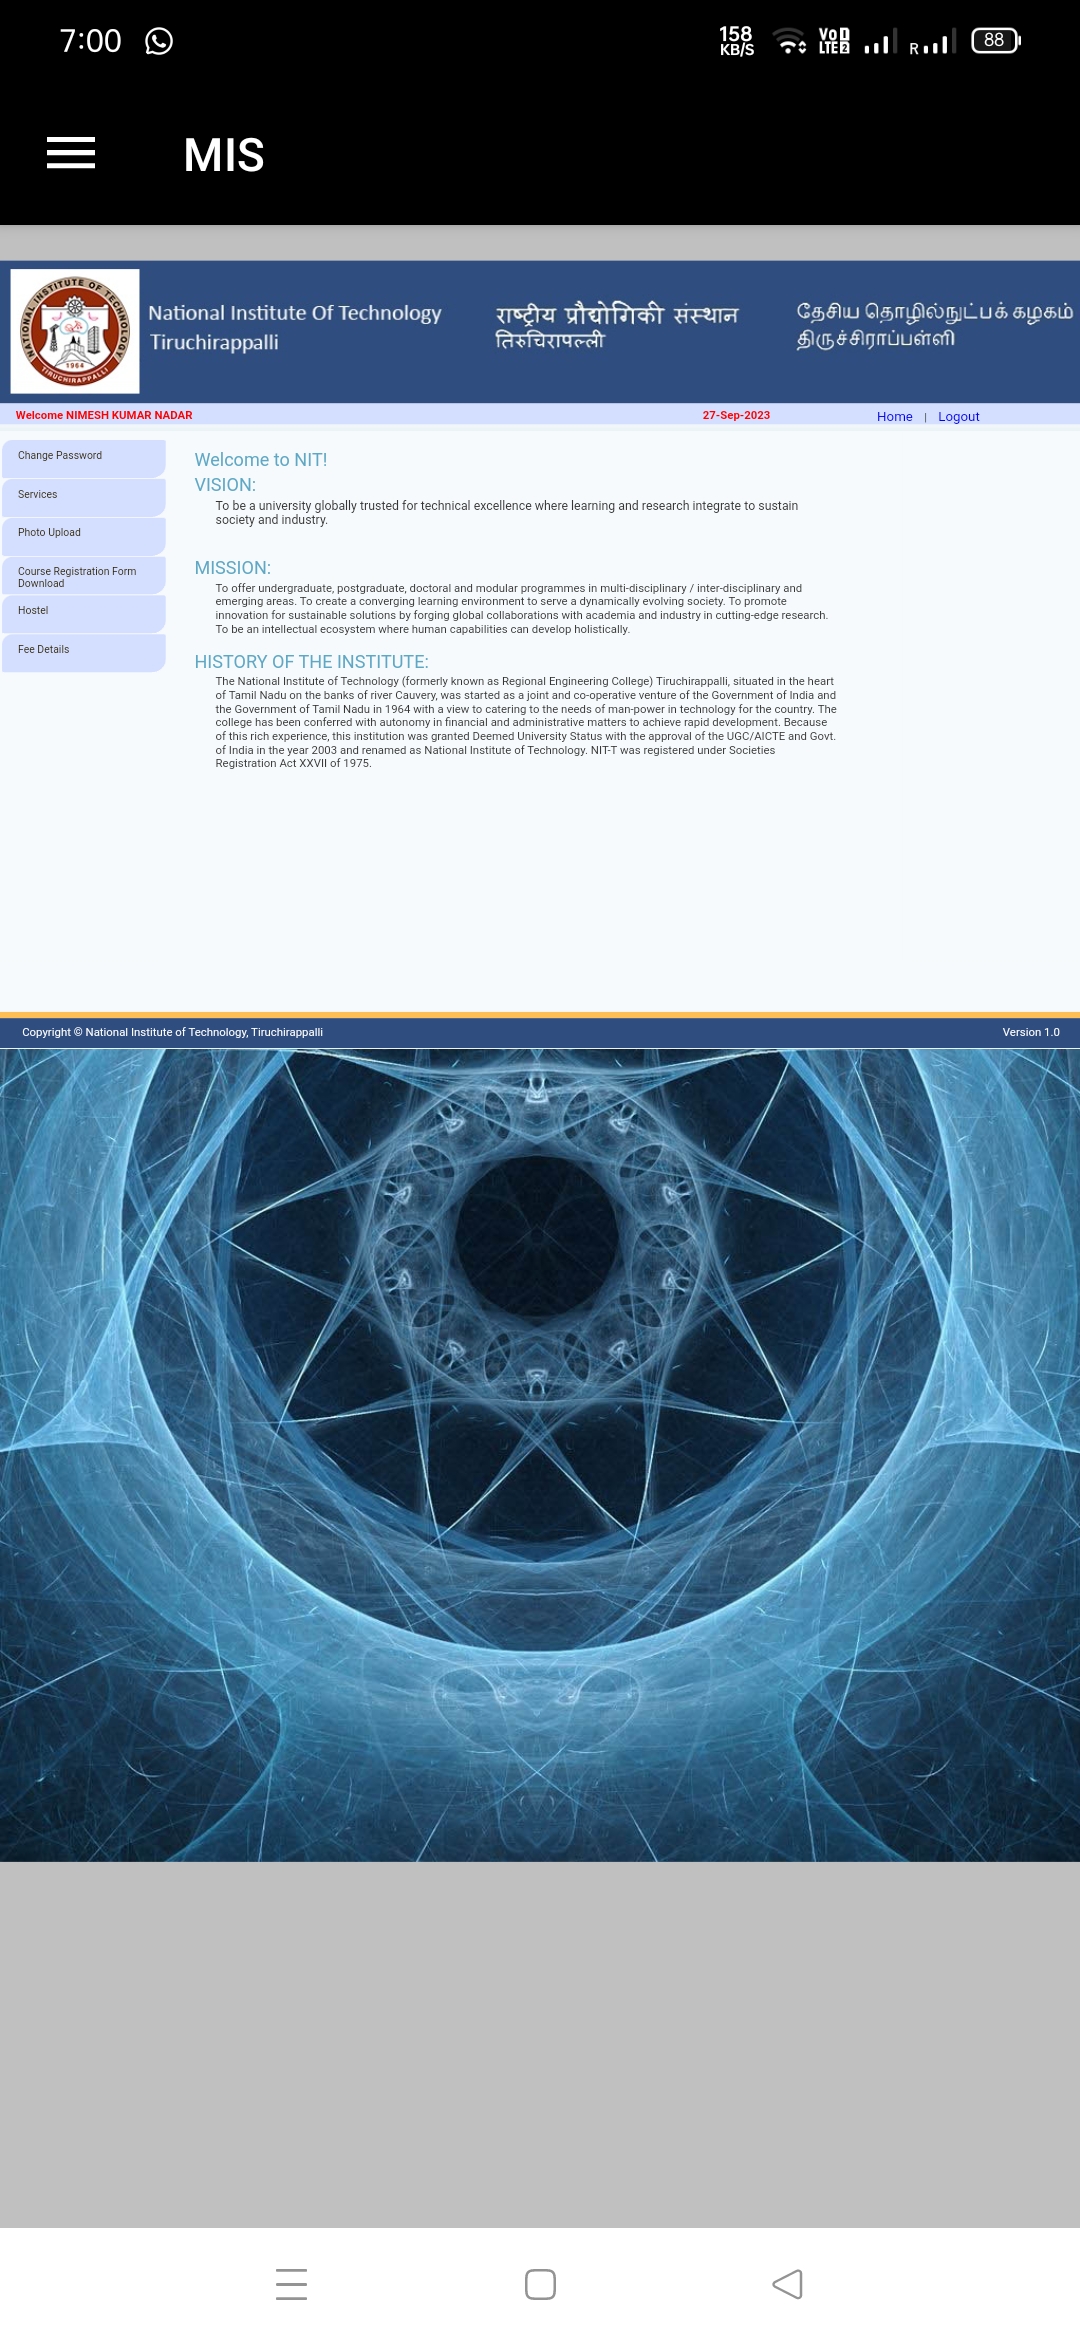 7:00
158
KB/S
Vo 1
LTE 2
R
88
MIS
NATIONAL INSTITUTE OF TECHNOLOGY
1964
TIRUCHIRAPPALLI
National Institute Of Technology
Tiruchirappalli
राष्ट्रीय प्रौद्योगिकी संस्थान
तिरुचिरापल्ली
தேசிய தொழில்நுட்பக் கழகம்
திருச்சிராப்பள்ளி
Welcome NIMESH KUMAR NADAR
27-Sep-2023
Home | Logout
Change Password
Services
Photo Upload
Course Registration Form
Download
Hostel
Fee Details
Welcome to NIT!
VISION:
To be a university globally trusted for technical excellence where learning and research integrate to sustain
society and industry.
MISSION:
To offer undergraduate, postgraduate, doctoral and modular programmes in multi-disciplinary / inter-disciplinary and
emerging areas. To create a converging learning environment to serve a dynamically evolving society. To promote
innovation for sustainable solutions by forging global collaborations with academia and industry in cutting-edge research.
To be an intellectual ecosystem where human capabilities can develop holistically.
HISTORY OF THE INSTITUTE:
The National Institute of Technology (formerly known as Regional Engineering College) Tiruchirappalli, situated in the heart
of Tamil Nadu on the banks of river Cauvery, was started as a joint and co-operative venture of the Government of India and
the Government of Tamil Nadu in 1964 with a view to catering to the needs of man-power in technology for the country. The
college has been conferred with autonomy in financial and administrative matters to achieve rapid development. Because
of this rich experience, this institution was granted Deemed University Status with the approval of the UGC/AICTE and Govt.
of India in the year 2003 and renamed as National Institute of Technology. NIT-T was registered under Societies
Registration Act XXVII of 1975.
Copyright © National Institute of Technology, Tiruchirappalli
Version 1.0